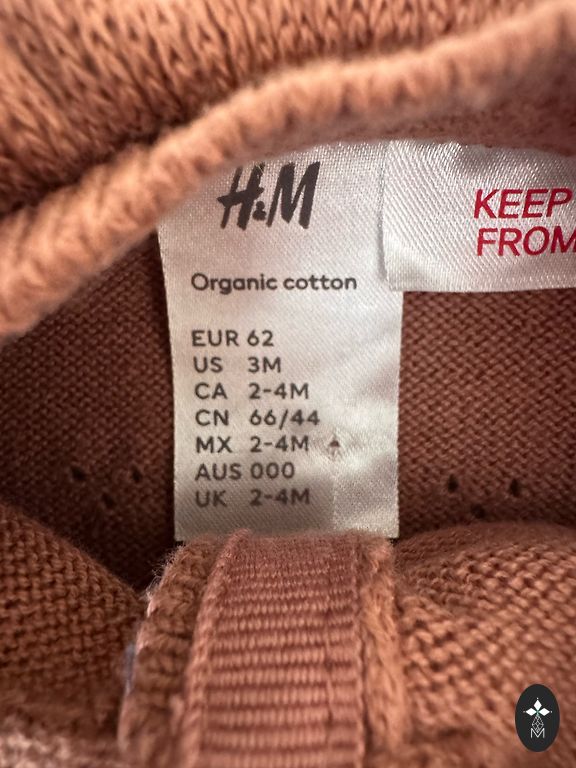 H&M
Organic cotton
EUR 62
US 3M
CA 2-4M
CN 66/44
MX 2-4M
AUS 000
UK 2-4M
KEEP
FROM
M